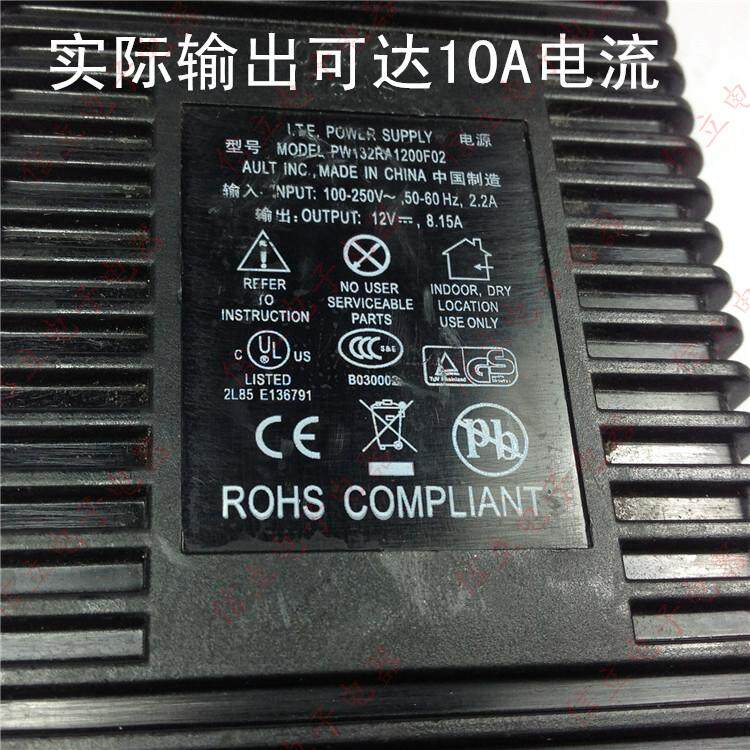 实际输出可达10A电流
I.T.E. POWER SUPPLY 电源
型号 MODEL PW132RA1200F02
AULT INC.,MADE IN CHINA 中国制造
输入: INPUT: 100-250V~ ,50-60 Hz, 2.2A
输出: OUTPUT: 12V⎓, 8.15A
REFER
TO
INSTRUCTION
NO USER
SERVICEABLE
PARTS
INDOOR, DRY
LOCATION
USE ONLY
C UL US
LISTED
2L85 E136791
CCC S&E
B030002
TUV Rheinland
GS
CE
Pb
ROHS COMPLIANT